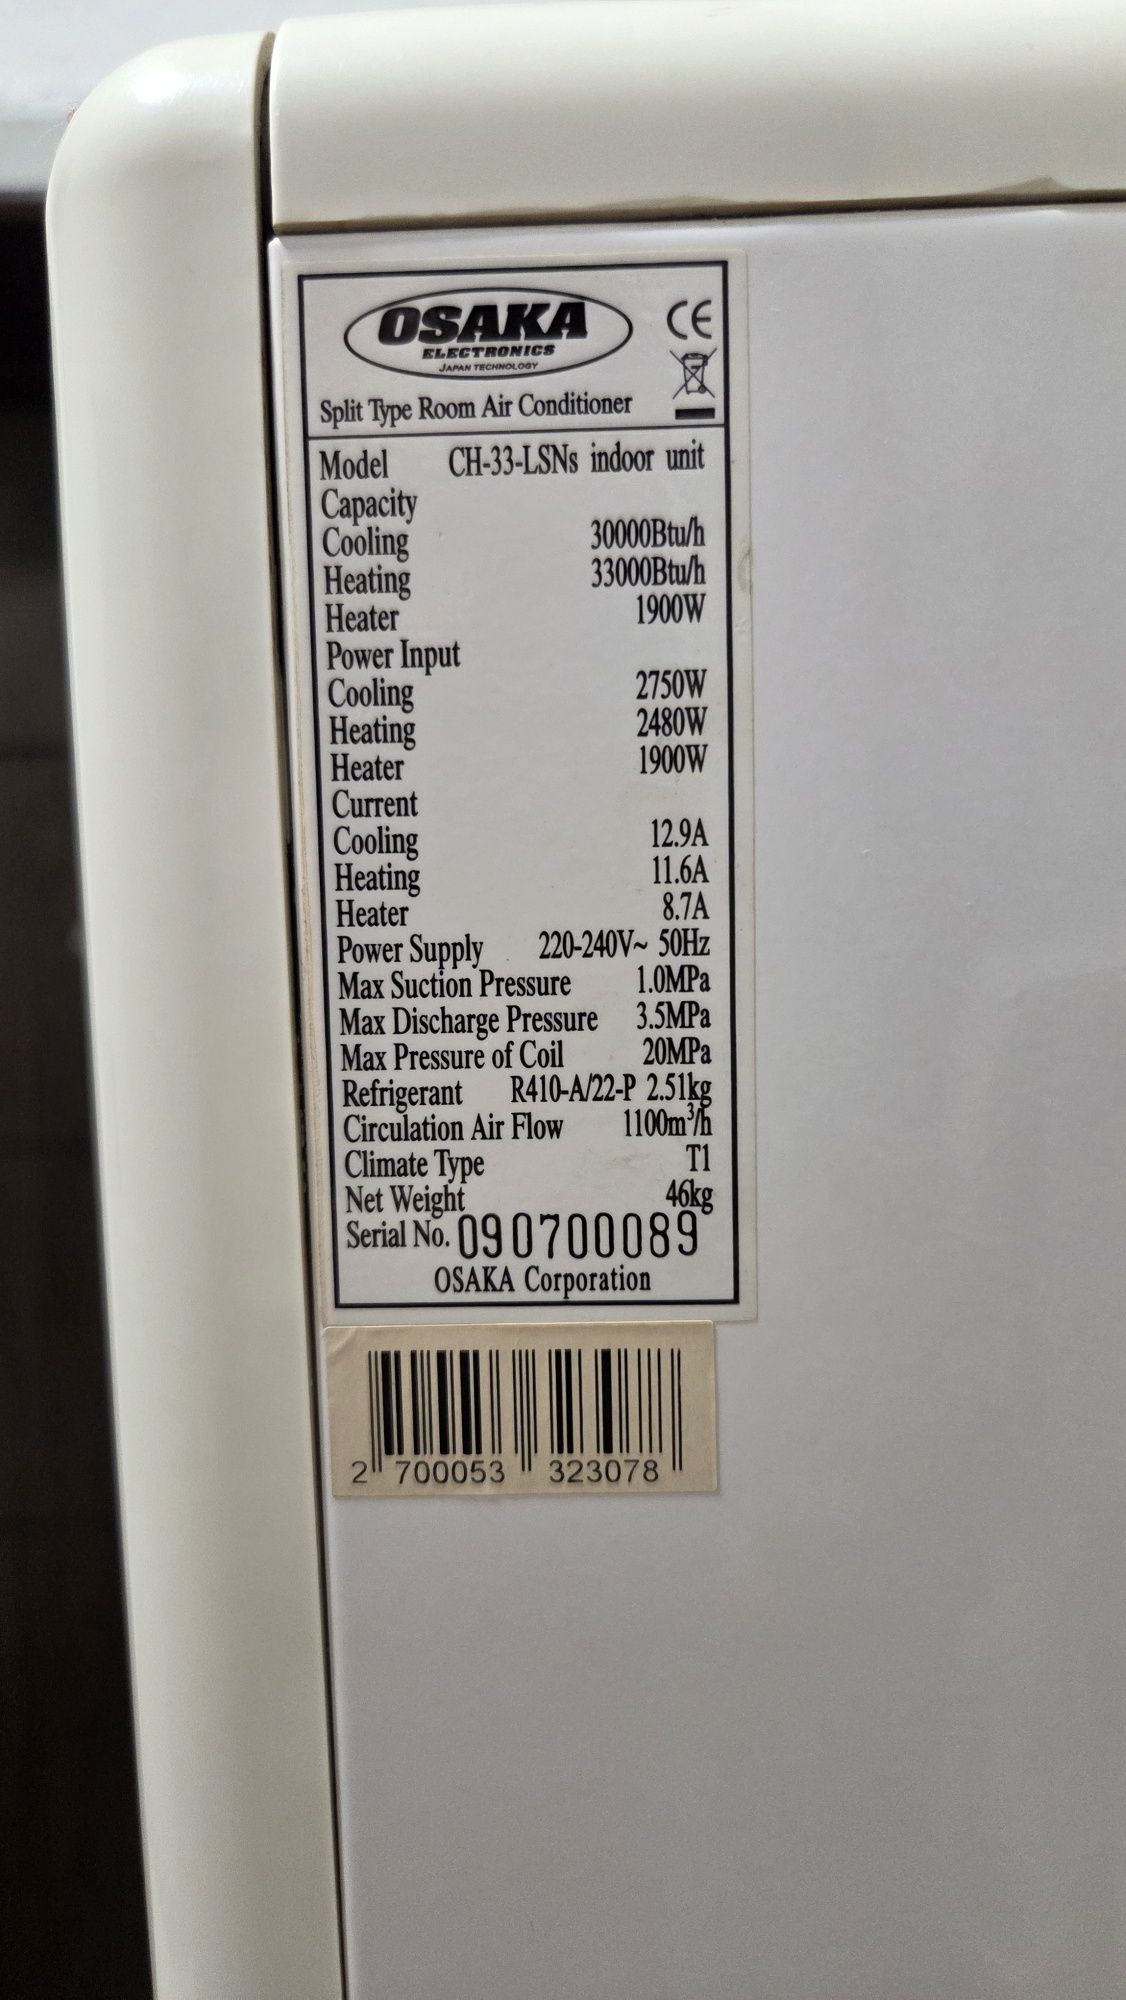 OSAKA
ELECTRONICS
JAPAN TECHNOLOGY
CE
Split Type Room Air Conditioner
Model CH-33-LSNs indoor unit
Capacity
Cooling 30000Btu/h
Heating 33000Btu/h
Heater 1900W
Power Input
Cooling 2750W
Heating 2480W
Heater 1900W
Current
Cooling 12.9A
Heating 11.6A
Heater 8.7A
Power Supply 220-240V~ 50Hz
Max Suction Pressure 1.0MPa
Max Discharge Pressure 3.5MPa
Max Pressure of Coil 20MPa
Refrigerant R410-A/22-P 2.51kg
Circulation Air Flow 1100m³/h
Climate Type T1
Net Weight 46kg
Serial No. 090700089
OSAKA Corporation
2 700053 323078